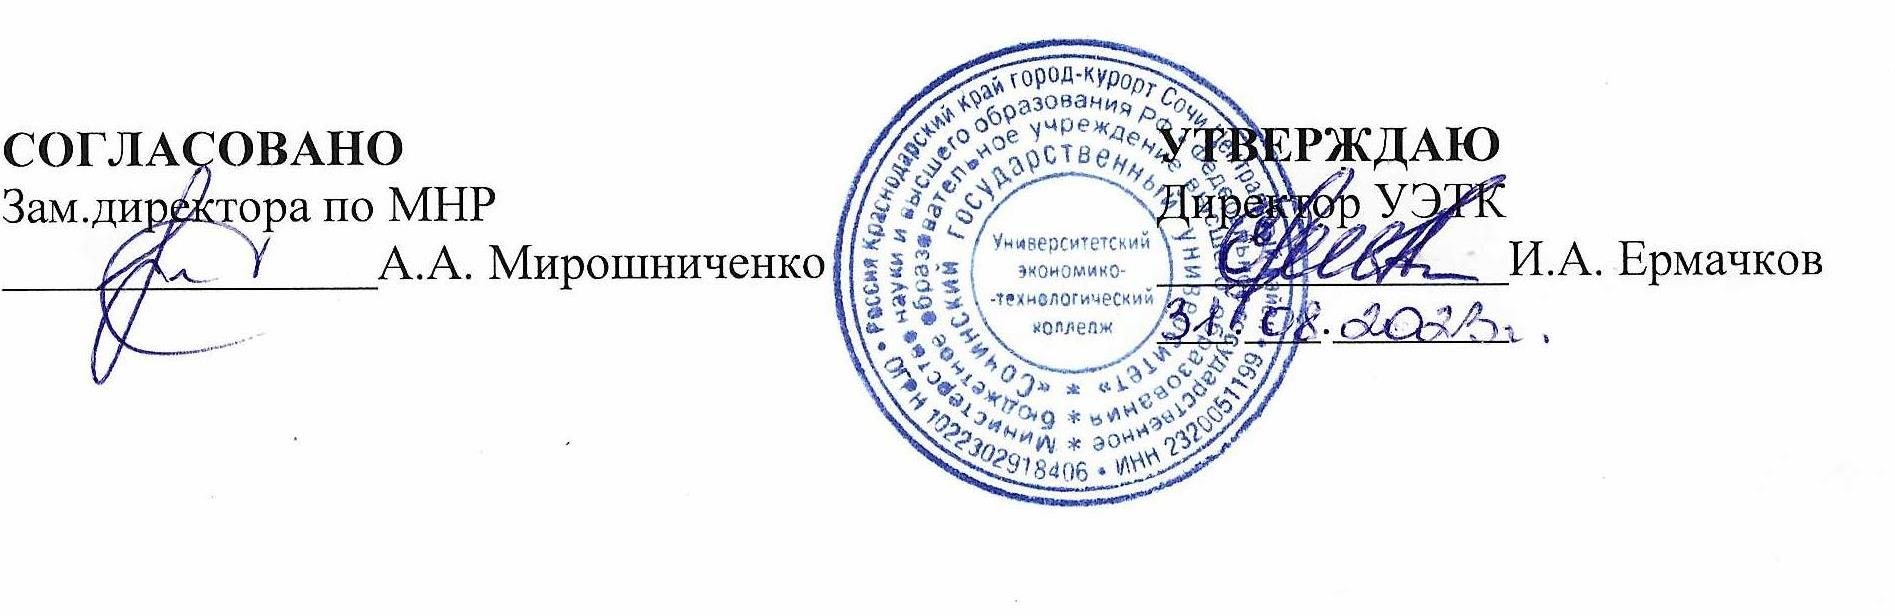 СОГЛАСОВАНО
Зам.директора по МНР
А.А. Мирошниченко
УТВЕРЖДАЮ
Директор УЭТК
И.А. Ермачков
31.08.2023г.
Россия Краснодарский край город-курорт Сочи Центральный
• ОГРН 1022302918406 • ИНН 2320051199 •
Министерство науки и высшего образования РФ • Федеральное государственное *
бюджетное образовательное учреждение высшего образования *
«Сочинский государственный университет» *
Университетский
экономико-
-технологический
колледж